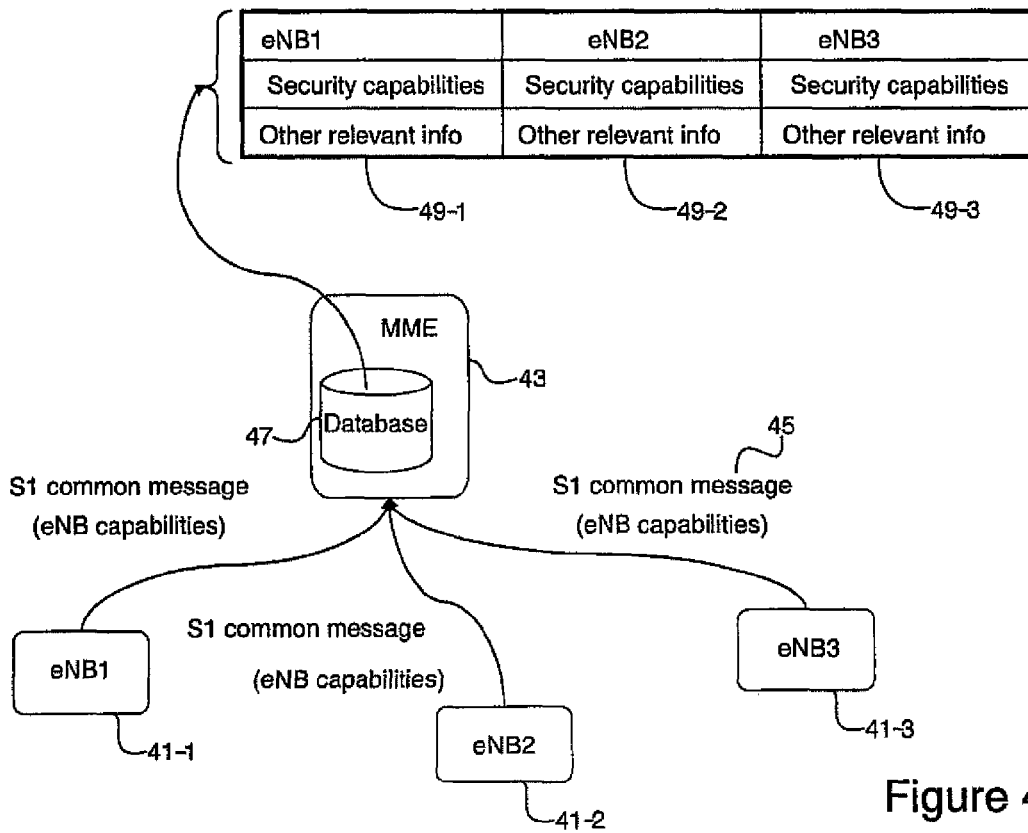 eNB1 eNB2 eNB3
Security capabilities Security capabilities Security capabilities
Other relevant info Other relevant info Other relevant info
49-1 49-2 49-3
MME
43
Database
47
45
S1 common message
(eNB capabilities)
S1 common message
(eNB capabilities)
S1 common message
(eNB capabilities)
eNB1
41-1
eNB2
41-2
eNB3
41-3
Figure 4